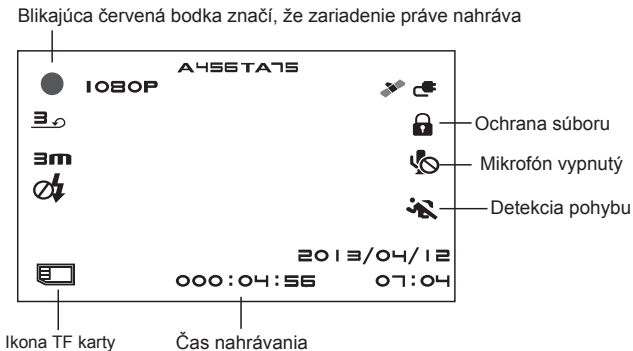 Blikajúca červená bodka značí, že zariadenie práve nahráva
A456TA75
1080P
3
Ochrana súboru
3m
Mikrofón vypnutý
Detekcia pohybu
2013/04/12
000:04:56 07:04
Ikona TF karty Čas nahrávania